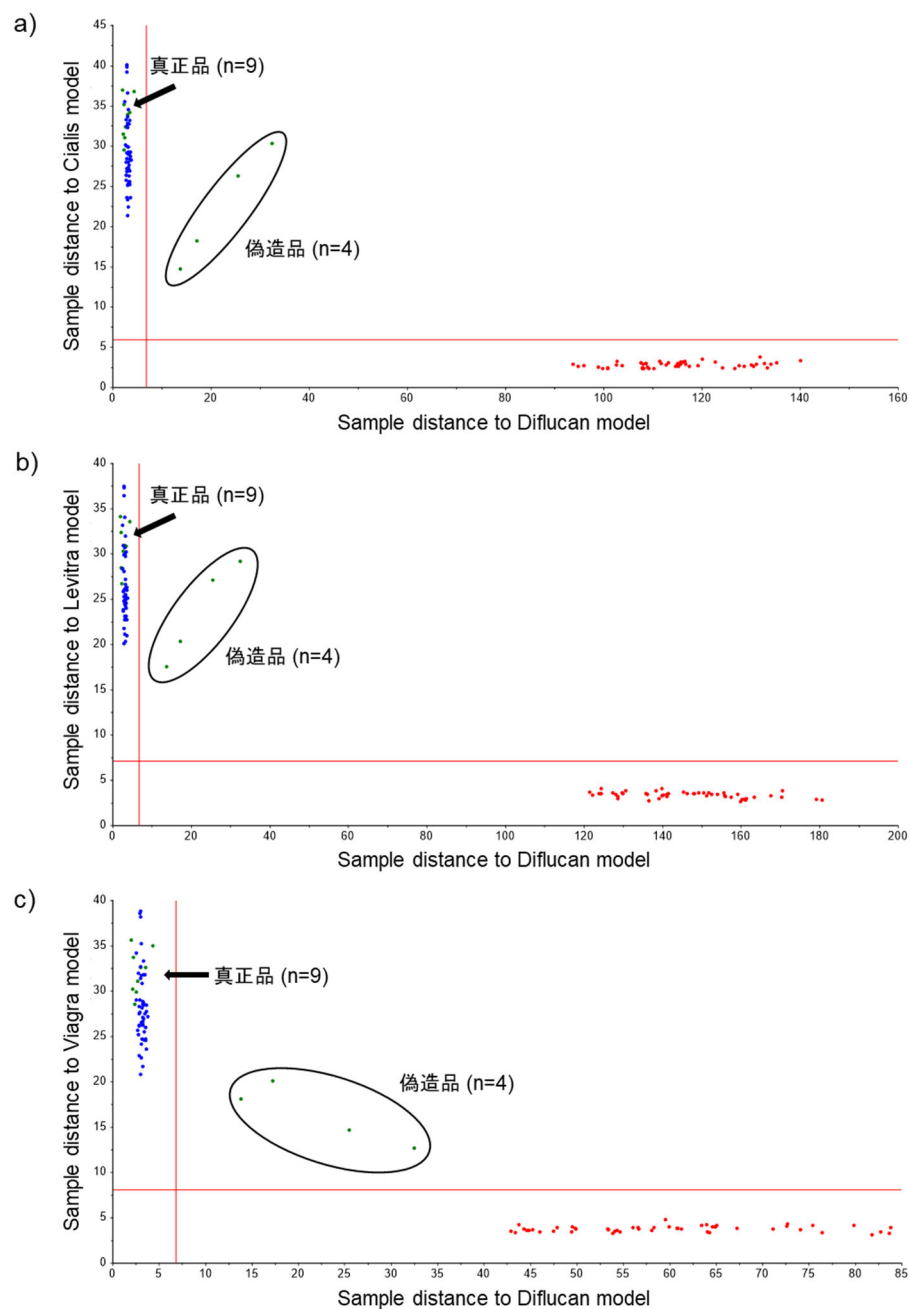 a)
45
40
35
30
25
20
15
10
5
0
Sample distance to Cialis model
真正品 (n=9)
偽造品 (n=4)
0 20 40 60 80 100 120 140 160
Sample distance to Diflucan model
b)
40
35
30
25
20
15
10
5
0
Sample distance to Levitra model
真正品 (n=9)
偽造品 (n=4)
0 20 40 60 80 100 120 140 160 180 200
Sample distance to Diflucan model
c)
40
35
30
25
20
15
10
5
0
Sample distance to Viagra model
真正品 (n=9)
偽造品 (n=4)
0 5 10 15 20 25 30 35 40 45 50 55 60 65 70 75 80 85
Sample distance to Diflucan model